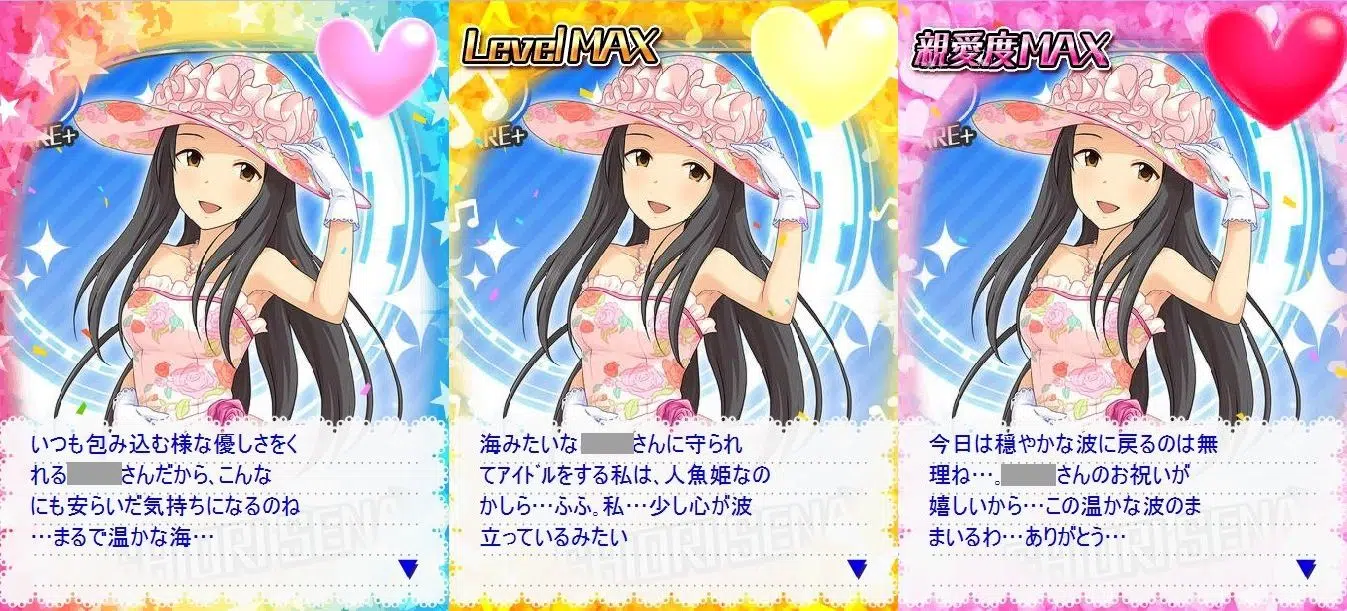 RE+
いつも包み込む様な優しさをく
れる さんだから、こんな
にも安らいだ気持ちになるのね
…まるで温かな海…
Level MAX
RE+
海みたいな さんに守られ
てアイドルをする私は、人魚姫なの
かしら…ふふ。私…少し心が波
立っているみたい
親愛度MAX
RE+
今日は穏やかな波に戻るのは無
理ね…。 さんのお祝いが
嬉しいから…この温かな波のま
まいるわ…ありがとう…